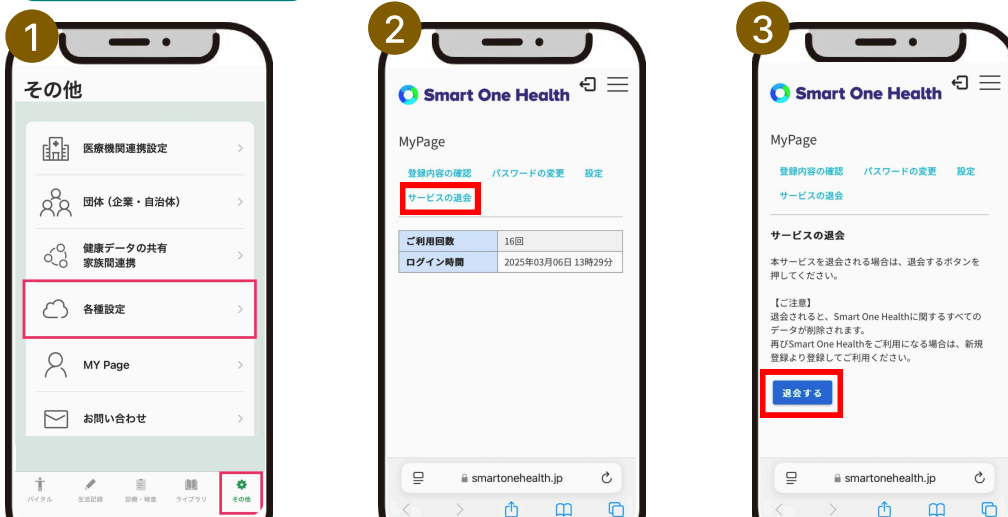 1
その他
医療機関連携設定
団体（企業・自治体）
健康データの共有
家族間連携
各種設定
MY Page
お問い合わせ
バイタル
生活記録
診療・検査
ライブラリ
その他
2
Smart One Health
MyPage
登録内容の確認 パスワードの変更 設定
サービスの退会
ご利用回数 16回
ログイン時間 2025年03月06日 13時29分
smartonehealth.jp
3
Smart One Health
MyPage
登録内容の確認 パスワードの変更 設定
サービスの退会
サービスの退会
本サービスを退会される場合は、退会するボタンを
押してください。
【ご注意】
退会されると、Smart One Healthに関するすべての
データが削除されます。
再びSmart One Healthをご利用になる場合は、新規
登録より登録してご利用ください。
退会する
smartonehealth.jp